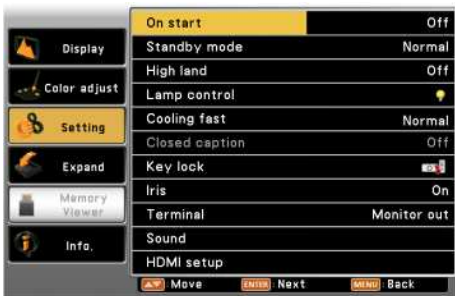 Display
Color adjust
Setting
Expand
Memory
Viewer
Info.
On start Off
Standby mode Normal
High land Off
Lamp control
Cooling fast Normal
Closed caption Off
Key lock
Iris On
Terminal Monitor out
Sound
HDMI setup
Move ENTER: Next MENU: Back